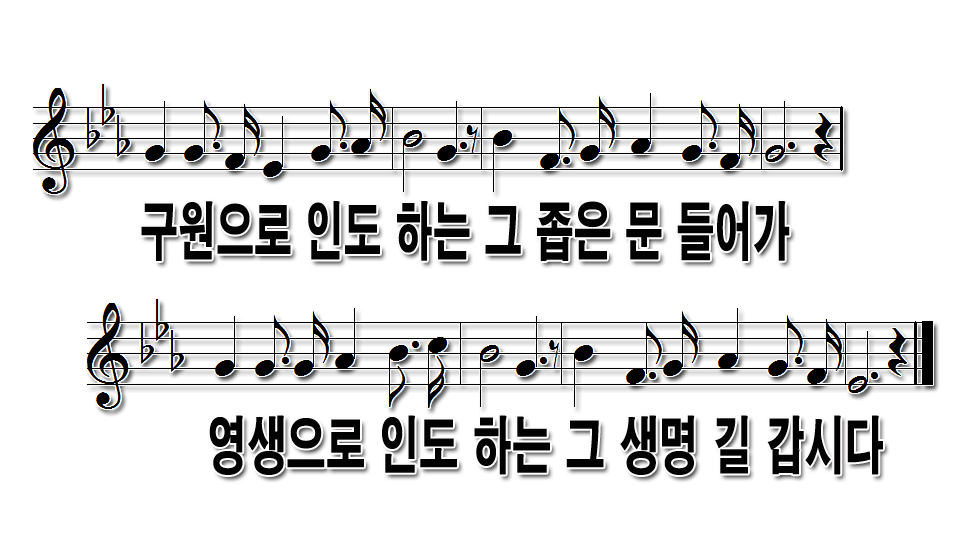 구원으로 인도 하는 그 좁은 문 들어가
영생으로 인도 하는 그 생명 길 갑시다